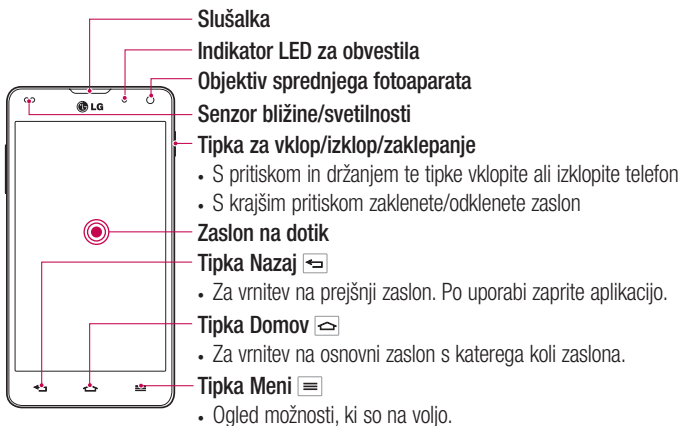 Slušalka
Indikator LED za obvestila
Objektiv sprednjega fotoaparata
LG
Senzor bližine/svetilnosti
Tipka za vklop/izklop/zaklepanje
• S pritiskom in držanjem te tipke vklopite ali izklopite telefon
• S krajšim pritiskom zaklenete/odklenete zaslon
Zaslon na dotik
Tipka Nazaj
• Za vrnitev na prejšnji zaslon. Po uporabi zaprite aplikacijo.
Tipka Domov
• Za vrnitev na osnovni zaslon s katerega koli zaslona.
Tipka Meni
• Ogled možnosti, ki so na voljo.